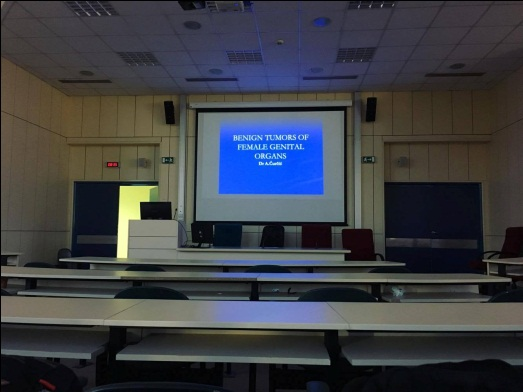 BENIGN TUMORS OF
FEMALE GENITAL
ORGANS